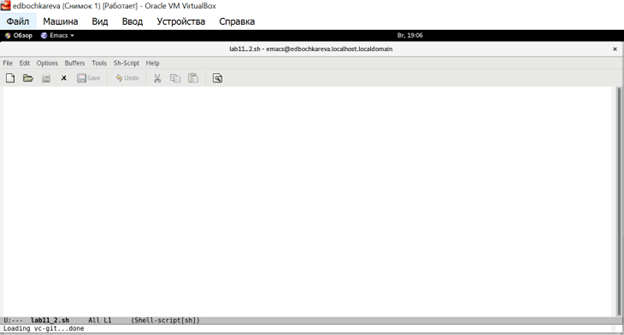 edbochkareva (Снимок 1) [Работает] - Oracle VM VirtualBox
Файл Машина Вид Ввод Устройства Справка
Обзор Emacs Вт, 19:06
lab11_2.sh - emacs@edbochkareva.localhost.localdomain
File Edit Options Buffers Tools Sh-Script Help
Save Undo
U:--- lab11_2.sh All L1 (Shell-script[sh])
Loading vc-git...done